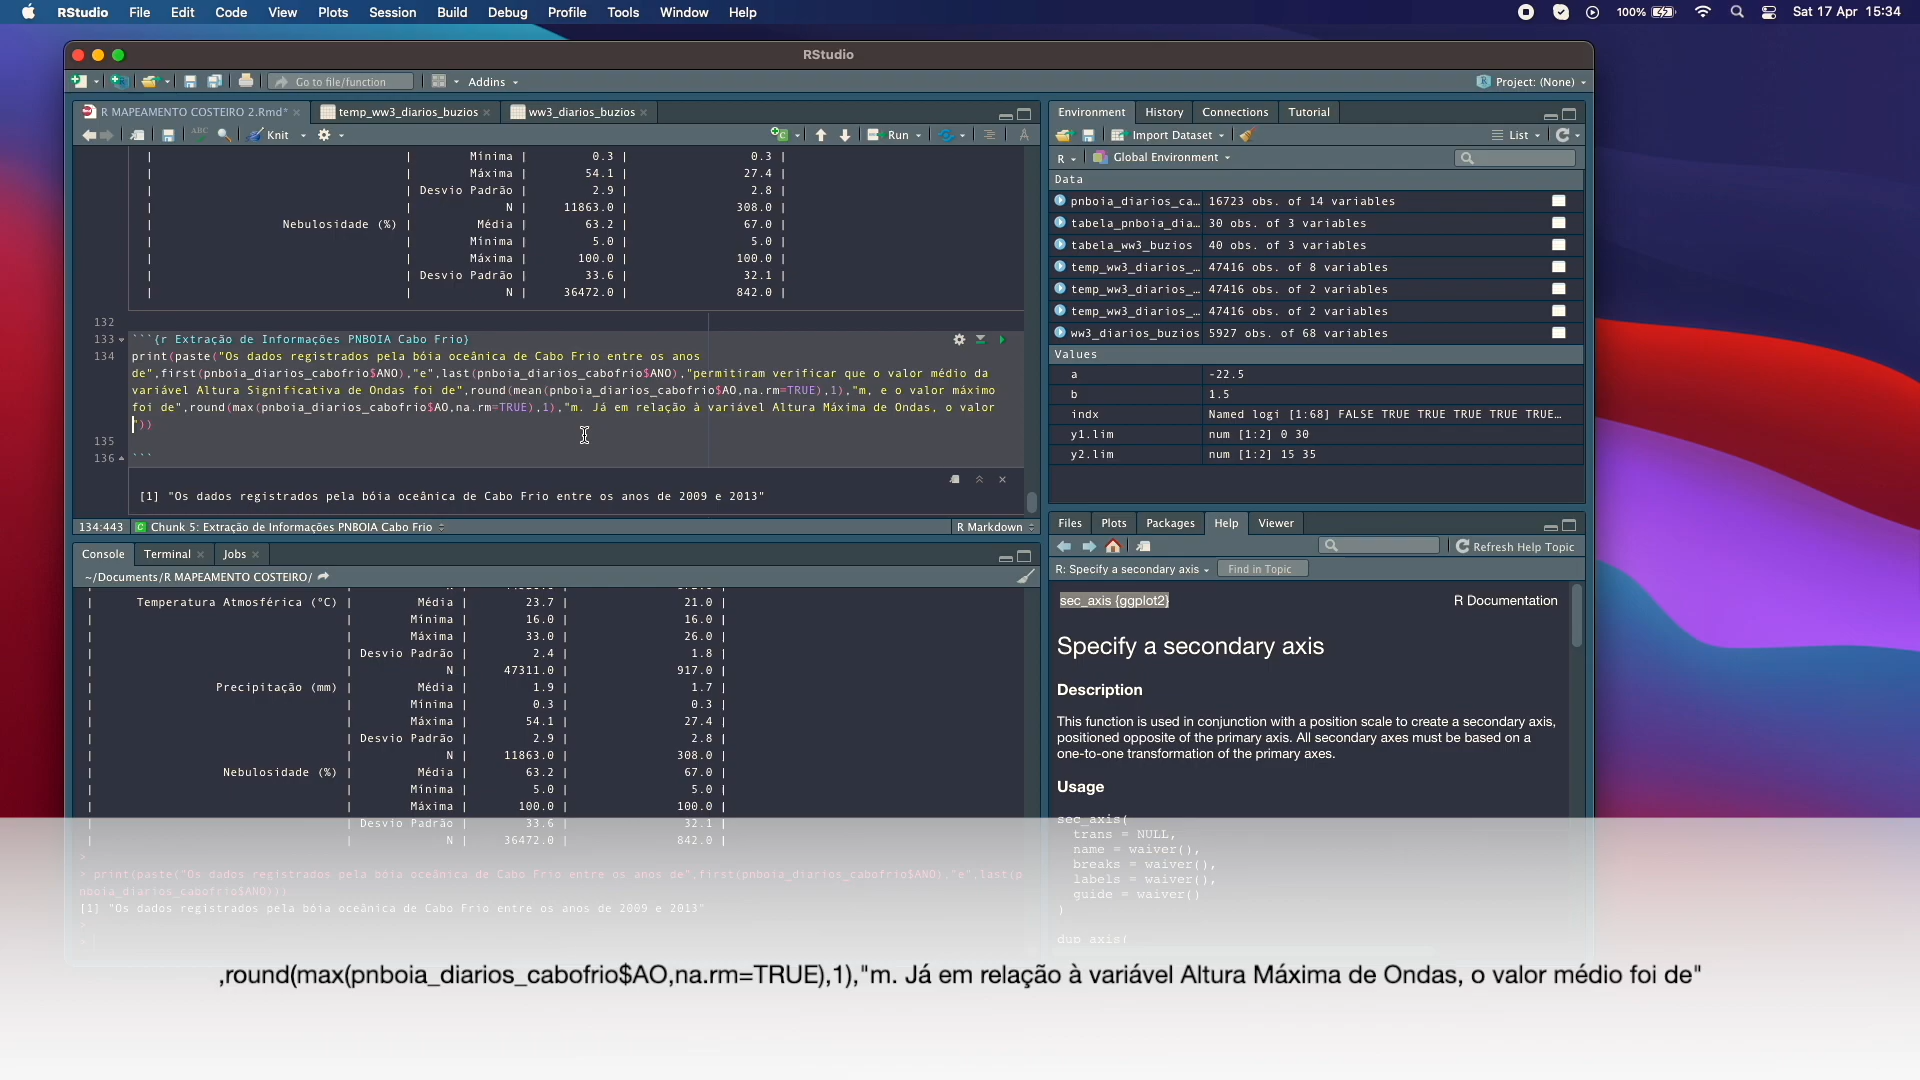 RStudio File Edit Code View Plots Session Build Debug Profile Tools Window Help 100% Sat 17 Apr 15:34
RStudio
Go to file/function Addins Project: (None)
R MAPEAMENTO COSTEIRO 2.Rmd* temp_ww3_diarios_buzios ww3_diarios_buzios
ABC Knit Run
| | Mínima | 0.3 | 0.3 |
| | Máxima | 54.1 | 27.4 |
| | Desvio Padrão | 2.9 | 2.8 |
| | N | 11863.0 | 308.0 |
| Nebulosidade (%) | Média | 63.2 | 67.0 |
| | Mínima | 5.0 | 5.0 |
| | Máxima | 100.0 | 100.0 |
| | Desvio Padrão | 33.6 | 32.1 |
| | N | 36472.0 | 842.0 |
132
133 ```{r Extração de Informações PNBOIA Cabo Frio}
134 print(paste("Os dados registrados pela bóia oceânica de Cabo Frio entre os anos
de",first(pnboia_diarios_cabofrio$ANO),"e",last(pnboia_diarios_cabofrio$ANO),"permitiram verificar que o valor médio da
variável Altura Significativa de Ondas foi de",round(mean(pnboia_diarios_cabofrio$AO,na.rm=TRUE),1),"m, e o valor máximo
foi de",round(max(pnboia_diarios_cabofrio$AO,na.rm=TRUE),1),"m. Já em relação à variável Altura Máxima de Ondas, o valor
"))
135
136 ```
[1] "Os dados registrados pela bóia oceânica de Cabo Frio entre os anos de 2009 e 2013"
134:443 Chunk 5: Extração de Informações PNBOIA Cabo Frio R Markdown
Console Terminal Jobs
~/Documents/R MAPEAMENTO COSTEIRO/
| Temperatura Atmosférica (°C) | Média | 23.7 | 21.0 |
| | Mínima | 16.0 | 16.0 |
| | Máxima | 33.0 | 26.0 |
| | Desvio Padrão | 2.4 | 1.8 |
| | N | 47311.0 | 917.0 |
| Precipitação (mm) | Média | 1.9 | 1.7 |
| | Mínima | 0.3 | 0.3 |
| | Máxima | 54.1 | 27.4 |
| | Desvio Padrão | 2.9 | 2.8 |
| | N | 11863.0 | 308.0 |
| Nebulosidade (%) | Média | 63.2 | 67.0 |
| | Mínima | 5.0 | 5.0 |
| | Máxima | 100.0 | 100.0 |
| | Desvio Padrão | 33.6 | 32.1 |
| | N | 36472.0 | 842.0 |
>
> print(paste("Os dados registrados pela bóia oceânica de Cabo Frio entre os anos de",first(pnboia_diarios_cabofrio$ANO),"e",last(p
nboia_diarios_cabofrio$ANO)))
[1] "Os dados registrados pela bóia oceânica de Cabo Frio entre os anos de 2009 e 2013"
>
Environment History Connections Tutorial
Import Dataset List
R Global Environment
Data
pnboia_diarios_ca… 16723 obs. of 14 variables
tabela_pnboia_dia… 30 obs. of 3 variables
tabela_ww3_buzios 40 obs. of 3 variables
temp_ww3_diarios_… 47416 obs. of 8 variables
temp_ww3_diarios_… 47416 obs. of 2 variables
temp_ww3_diarios_… 47416 obs. of 2 variables
ww3_diarios_buzios 5927 obs. of 68 variables
Values
a -22.5
b 1.5
indx Named logi [1:68] FALSE TRUE TRUE TRUE TRUE TRUE…
y1.lim num [1:2] 0 30
y2.lim num [1:2] 15 35
Files Plots Packages Help Viewer
Refresh Help Topic
R: Specify a secondary axis Find in Topic
sec_axis {ggplot2} R Documentation
Specify a secondary axis
Description
This function is used in conjunction with a position scale to create a secondary axis,
positioned opposite of the primary axis. All secondary axes must be based on a
one-to-one transformation of the primary axes.
Usage
sec_axis(
trans = NULL,
name = waiver(),
breaks = waiver(),
labels = waiver(),
guide = waiver()
)
dup_axis(
,round(max(pnboia_diarios_cabofrio$AO,na.rm=TRUE),1),"m. Já em relação à variável Altura Máxima de Ondas, o valor médio foi de"